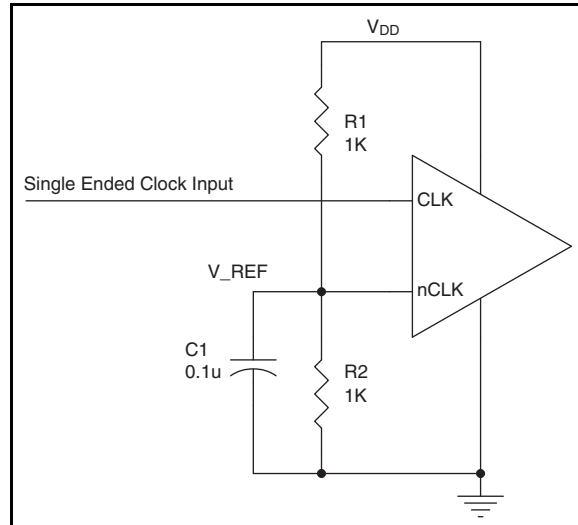 V_DD
R1
1K
Single Ended Clock Input
CLK
V_REF
nCLK
C1
0.1u
R2
1K